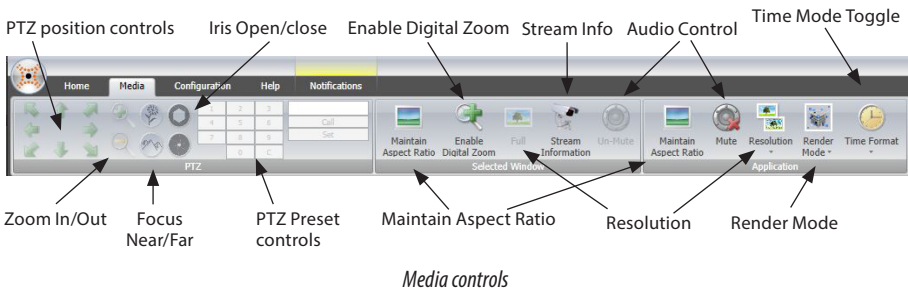 PTZ position controls
Iris Open/close
Enable Digital Zoom
Stream Info
Audio Control
Time Mode Toggle
Home
Media
Configuration
Help
Notifications
1 2 3
4 5 6
7 8 9
0 C
Call
Set
PTZ
Maintain
Aspect Ratio
Enable
Digital Zoom
Full
Stream
Information
Un-Mute
Selected Window
Maintain
Aspect Ratio
Mute
Resolution
Render
Mode
Time Format
Application
Zoom In/Out
Focus
Near/Far
PTZ Preset
controls
Maintain Aspect Ratio
Resolution
Render Mode
Media controls